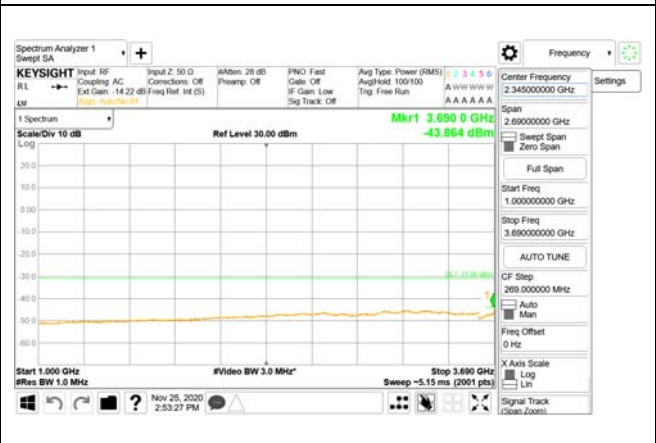 Spectrum Analyzer 1
Swept SA
Frequency
KEYSIGHT
RL
Input: RF
Coupling: AC
Ext Gain: -14.22 dB
Align: Auto/No RF
Input Z: 50 Ω
Corrections: Off
Freq Ref: Int (S)
#Atten: 28 dB
Preamp: Off
PNO: Fast
Gate: Off
IF Gain: Low
Sig Track: Off
Avg Type: Power (RMS)
Avg|Hold: 100/100
Trig: Free Run
1 2 3 4 5 6
A W W W W W
A A A A A A
Center Frequency
2.345000000 GHz
Settings
1 Spectrum
Mkr1 3.690 0 GHz
Scale/Div 10 dB
Ref Level 30.00 dBm
-43.864 dBm
Log
20.0
10.0
0.00
-10.0
-20.0
-30.0
-40.0
-50.0
-60.0
1
Span
2.69000000 GHz
Swept Span
Zero Span
Full Span
Start Freq
1.000000000 GHz
Stop Freq
3.690000000 GHz
AUTO TUNE
CF Step
269.000000 MHz
Auto
Man
Freq Offset
0 Hz
X Axis Scale
Log
Lin
Signal Track
(Span Zoom)
Start 1.000 GHz
#Video BW 3.0 MHz*
Stop 3.690 GHz
#Res BW 1.0 MHz
Sweep ~5.15 ms (2001 pts)
?
Nov 25, 2020
2:53:27 PM